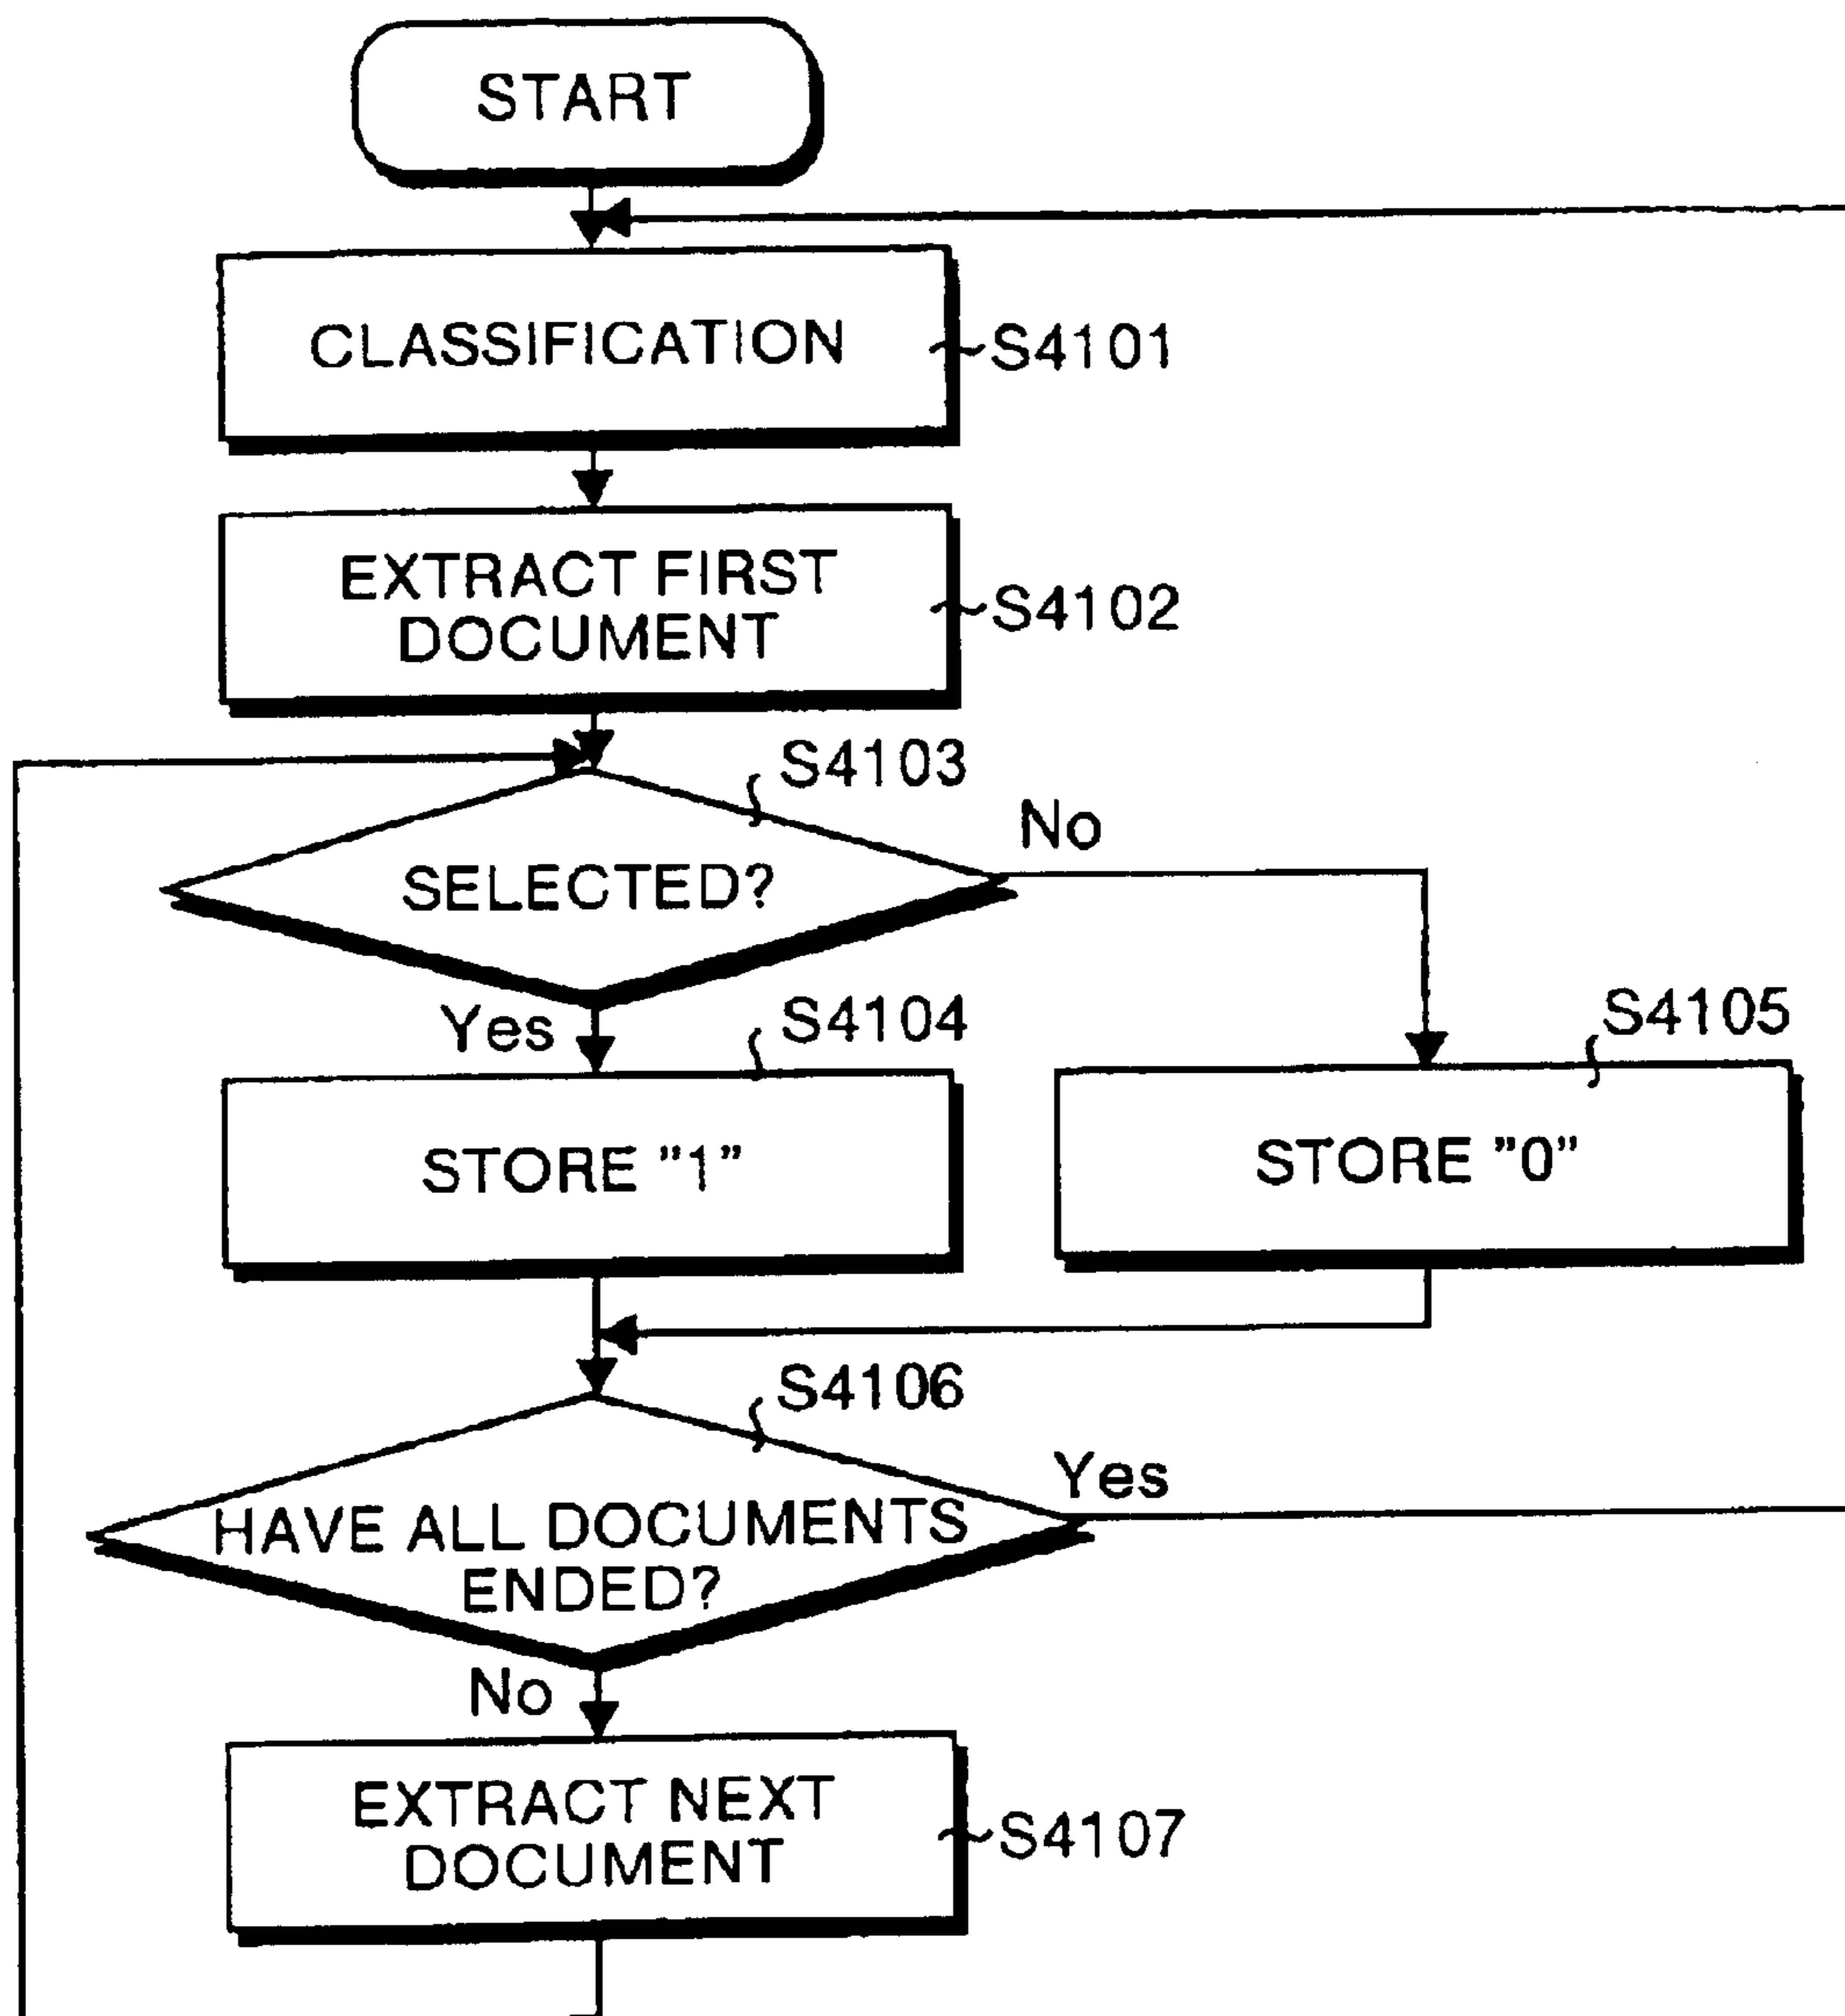 START
CLASSIFICATION
S4101
EXTRACT FIRST
DOCUMENT
S4102
S4103
No
SELECTED?
Yes
S4104
S4105
STORE "1"
STORE "0"
S4106
Yes
HAVE ALL DOCUMENTS
ENDED?
No
EXTRACT NEXT
DOCUMENT
S4107